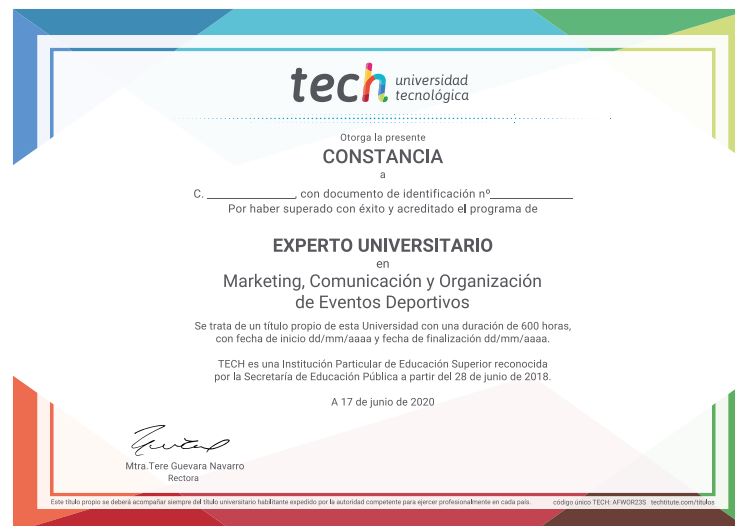 tech universidad
tecnológica
Otorga la presente
CONSTANCIA
a
C. ________________, con documento de identificación nº______________
Por haber superado con éxito y acreditado el programa de
EXPERTO UNIVERSITARIO
en
Marketing, Comunicación y Organización
de Eventos Deportivos
Se trata de un título propio de esta Universidad con una duración de 600 horas,
con fecha de inicio dd/mm/aaaa y fecha de finalización dd/mm/aaaa.
TECH es una Institución Particular de Educación Superior reconocida
por la Secretaría de Educación Pública a partir del 28 de junio de 2018.
A 17 de junio de 2020
Mtra.Tere Guevara Navarro
Rectora
Este título propio se deberá acompañar siempre del título universitario habilitante expedido por la autoridad competente para ejercer profesionalmente en cada país. código único TECH: AFWOR23S techtitute.com/titulos